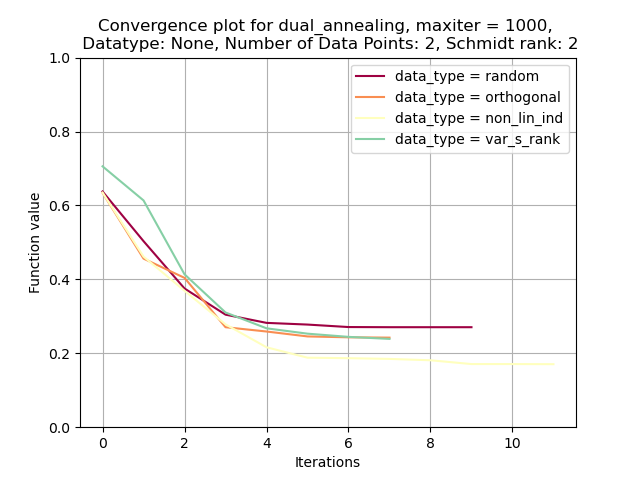 Convergence plot for dual_annealing, maxiter = 1000,
Datatype: None, Number of Data Points: 2, Schmidt rank: 2
1.0
0.8
0.6
0.4
0.2
0.0
Function value
data_type = random
data_type = orthogonal
data_type = non_lin_ind
data_type = var_s_rank
0 2 4 6 8 10
Iterations